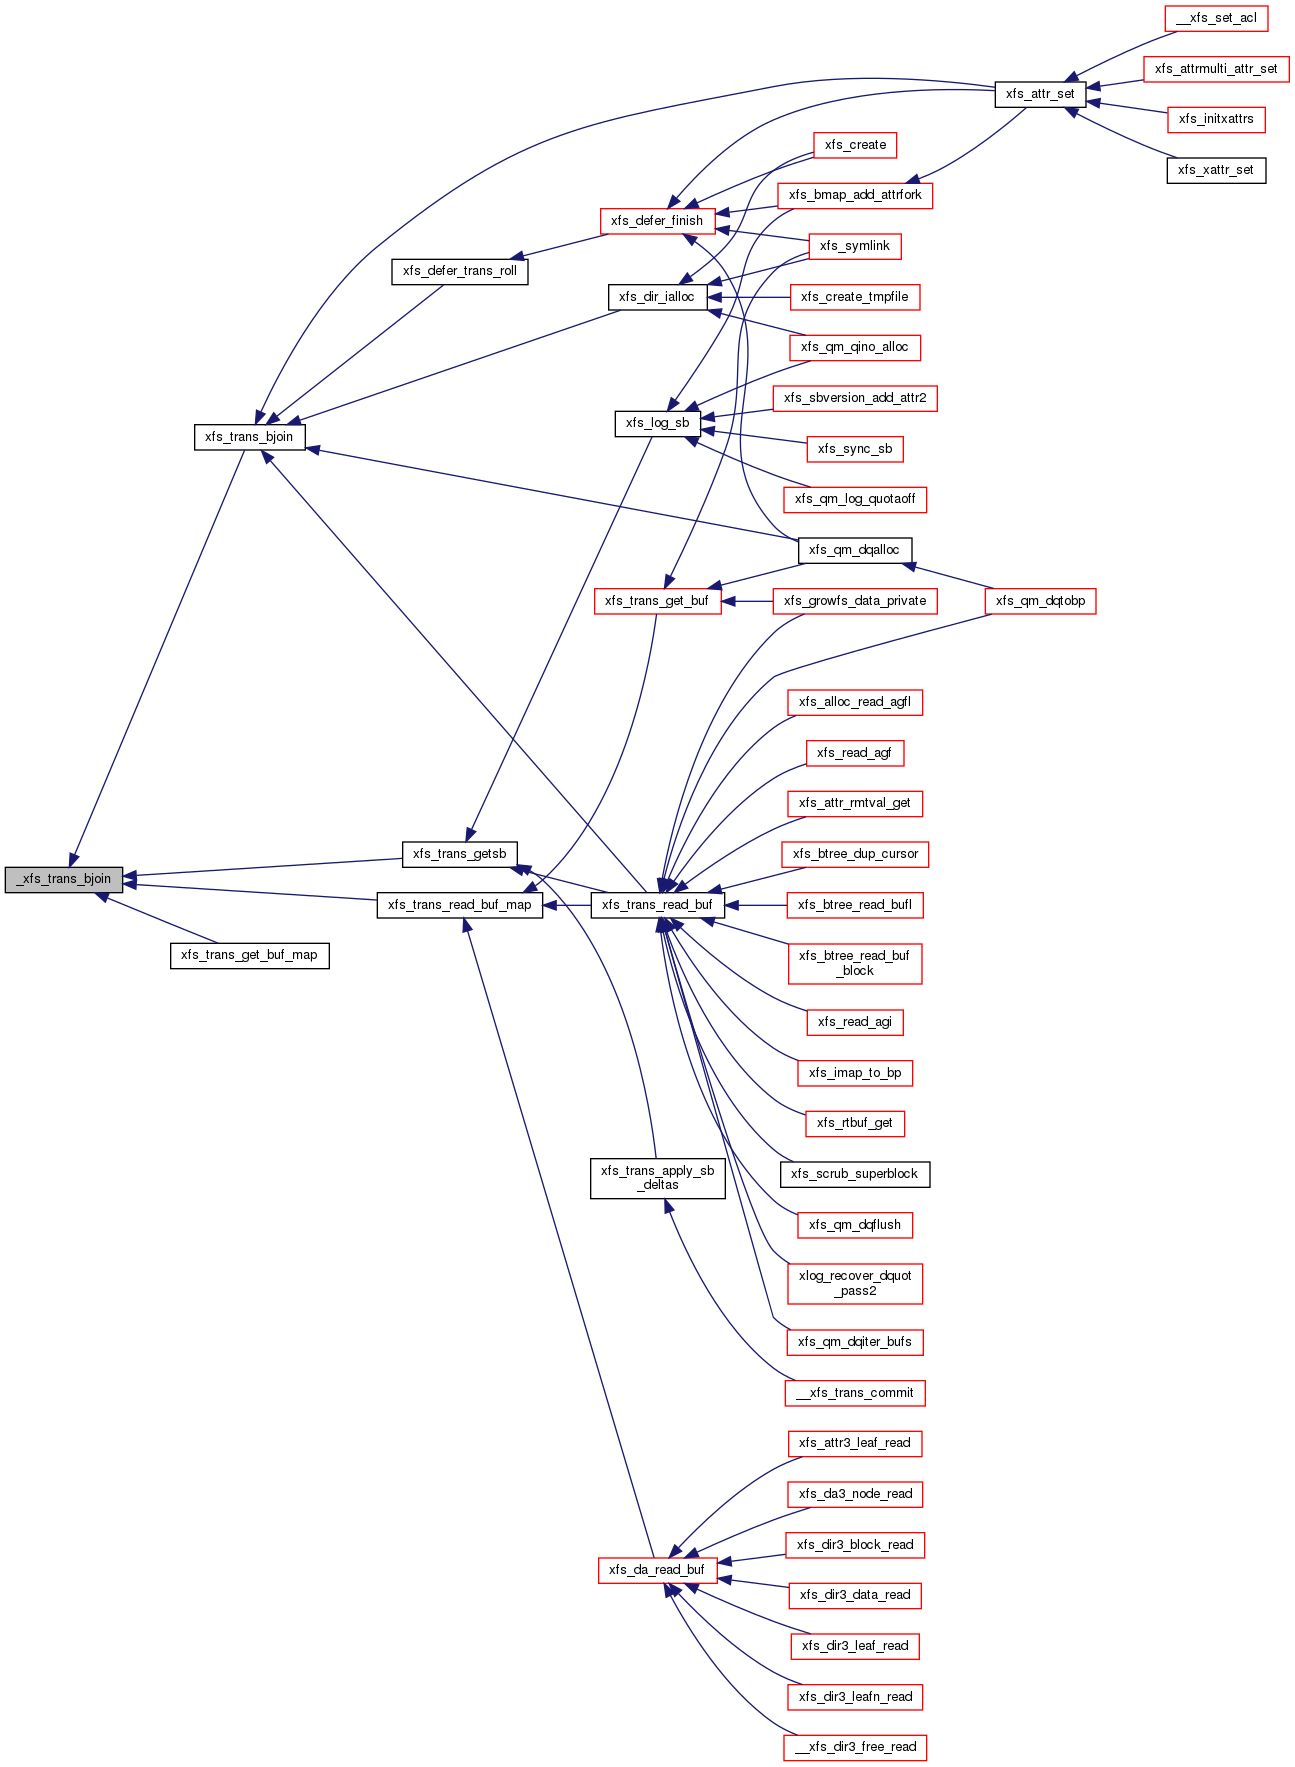 __xfs_set_acl
xfs_attrmulti_attr_set
xfs_attr_set
xfs_initxattrs
xfs_create
xfs_xattr_set
xfs_bmap_add_attrfork
xfs_defer_finish
xfs_symlink
xfs_defer_trans_roll
xfs_dir_ialloc
xfs_create_tmpfile
xfs_qm_qino_alloc
xfs_sbversion_add_attr2
xfs_log_sb
xfs_trans_bjoin
xfs_sync_sb
xfs_qm_log_quotaoff
xfs_qm_dqalloc
xfs_trans_get_buf
xfs_growfs_data_private
xfs_qm_dqtobp
xfs_alloc_read_agfl
xfs_read_agf
xfs_attr_rmtval_get
xfs_trans_getsb
xfs_btree_dup_cursor
_xfs_trans_bjoin
xfs_trans_read_buf_map
xfs_trans_read_buf
xfs_btree_read_bufl
xfs_trans_get_buf_map
xfs_btree_read_buf
_block
xfs_read_agi
xfs_imap_to_bp
xfs_rtbuf_get
xfs_trans_apply_sb
_deltas
xfs_scrub_superblock
xfs_qm_dqflush
xlog_recover_dquot
_pass2
xfs_qm_dqiter_bufs
__xfs_trans_commit
xfs_attr3_leaf_read
xfs_da3_node_read
xfs_dir3_block_read
xfs_da_read_buf
xfs_dir3_data_read
xfs_dir3_leaf_read
xfs_dir3_leafn_read
__xfs_dir3_free_read